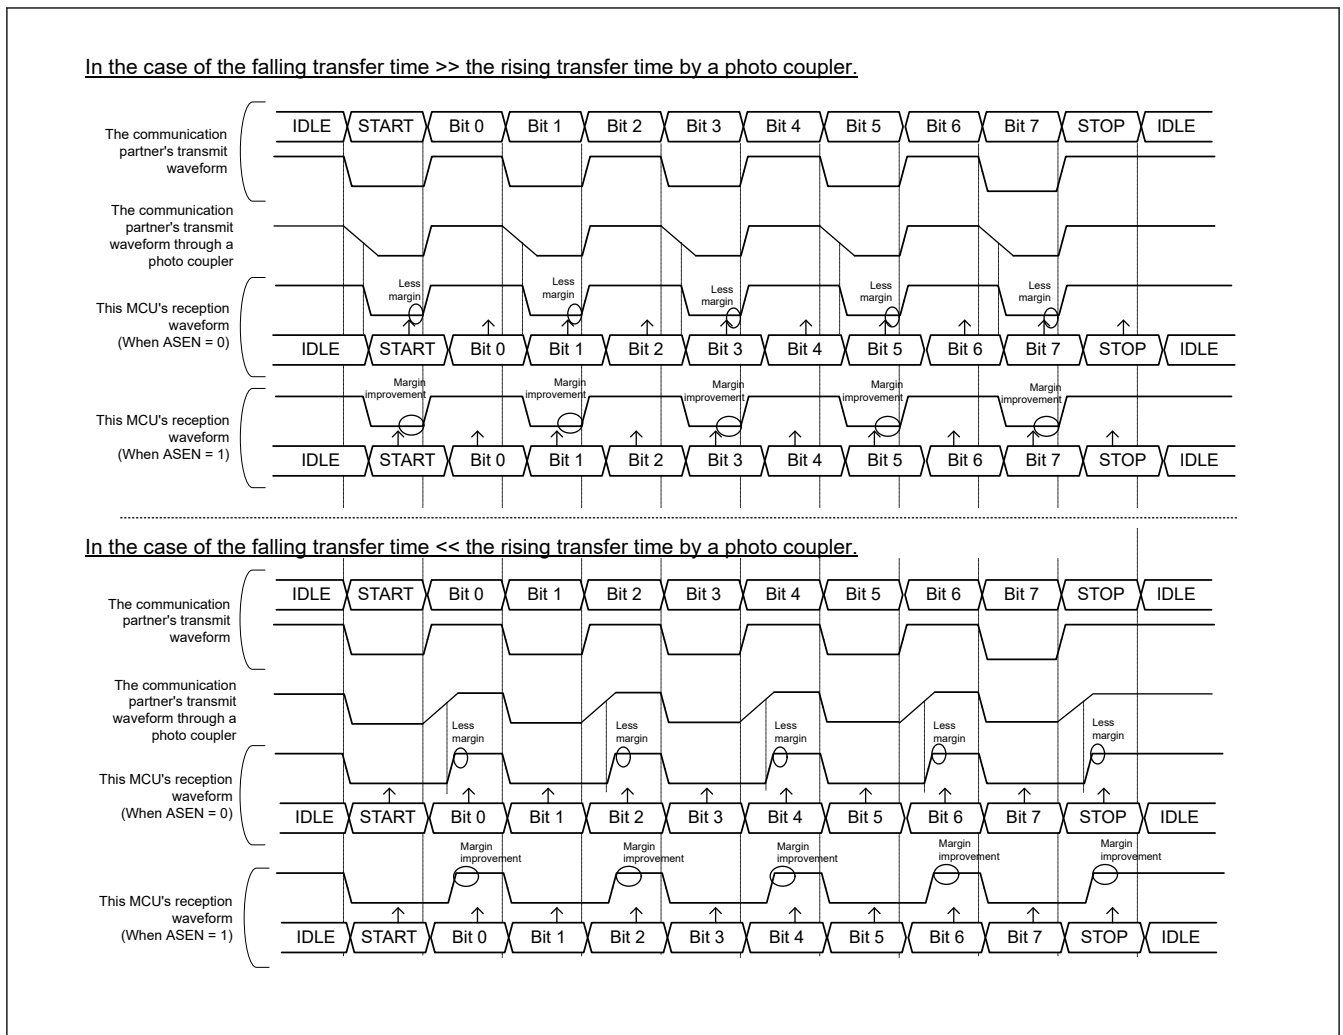 In the case of the falling transfer time >> the rising transfer time by a photo coupler.
The communication
partner's transmit
waveform
IDLE START Bit 0 Bit 1 Bit 2 Bit 3 Bit 4 Bit 5 Bit 6 Bit 7 STOP IDLE
The communication
partner's transmit
waveform through a
photo coupler
This MCU's reception
waveform
(When ASEN = 0)
Less
margin
Less
margin
Less
margin
Less
margin
Less
margin
IDLE START Bit 0 Bit 1 Bit 2 Bit 3 Bit 4 Bit 5 Bit 6 Bit 7 STOP IDLE
This MCU's reception
waveform
(When ASEN = 1)
Margin
improvement
Margin
improvement
Margin
improvement
Margin
improvement
Margin
improvement
IDLE START Bit 0 Bit 1 Bit 2 Bit 3 Bit 4 Bit 5 Bit 6 Bit 7 STOP IDLE
In the case of the falling transfer time << the rising transfer time by a photo coupler.
The communication
partner's transmit
waveform
IDLE START Bit 0 Bit 1 Bit 2 Bit 3 Bit 4 Bit 5 Bit 6 Bit 7 STOP IDLE
The communication
partner's transmit
waveform through a
photo coupler
Less
margin
Less
margin
Less
margin
Less
margin
Less
margin
This MCU's reception
waveform
(When ASEN = 0)
IDLE START Bit 0 Bit 1 Bit 2 Bit 3 Bit 4 Bit 5 Bit 6 Bit 7 STOP IDLE
Margin
improvement
Margin
improvement
Margin
improvement
Margin
improvement
Margin
improvement
This MCU's reception
waveform
(When ASEN = 1)
IDLE START Bit 0 Bit 1 Bit 2 Bit 3 Bit 4 Bit 5 Bit 6 Bit 7 STOP IDLE